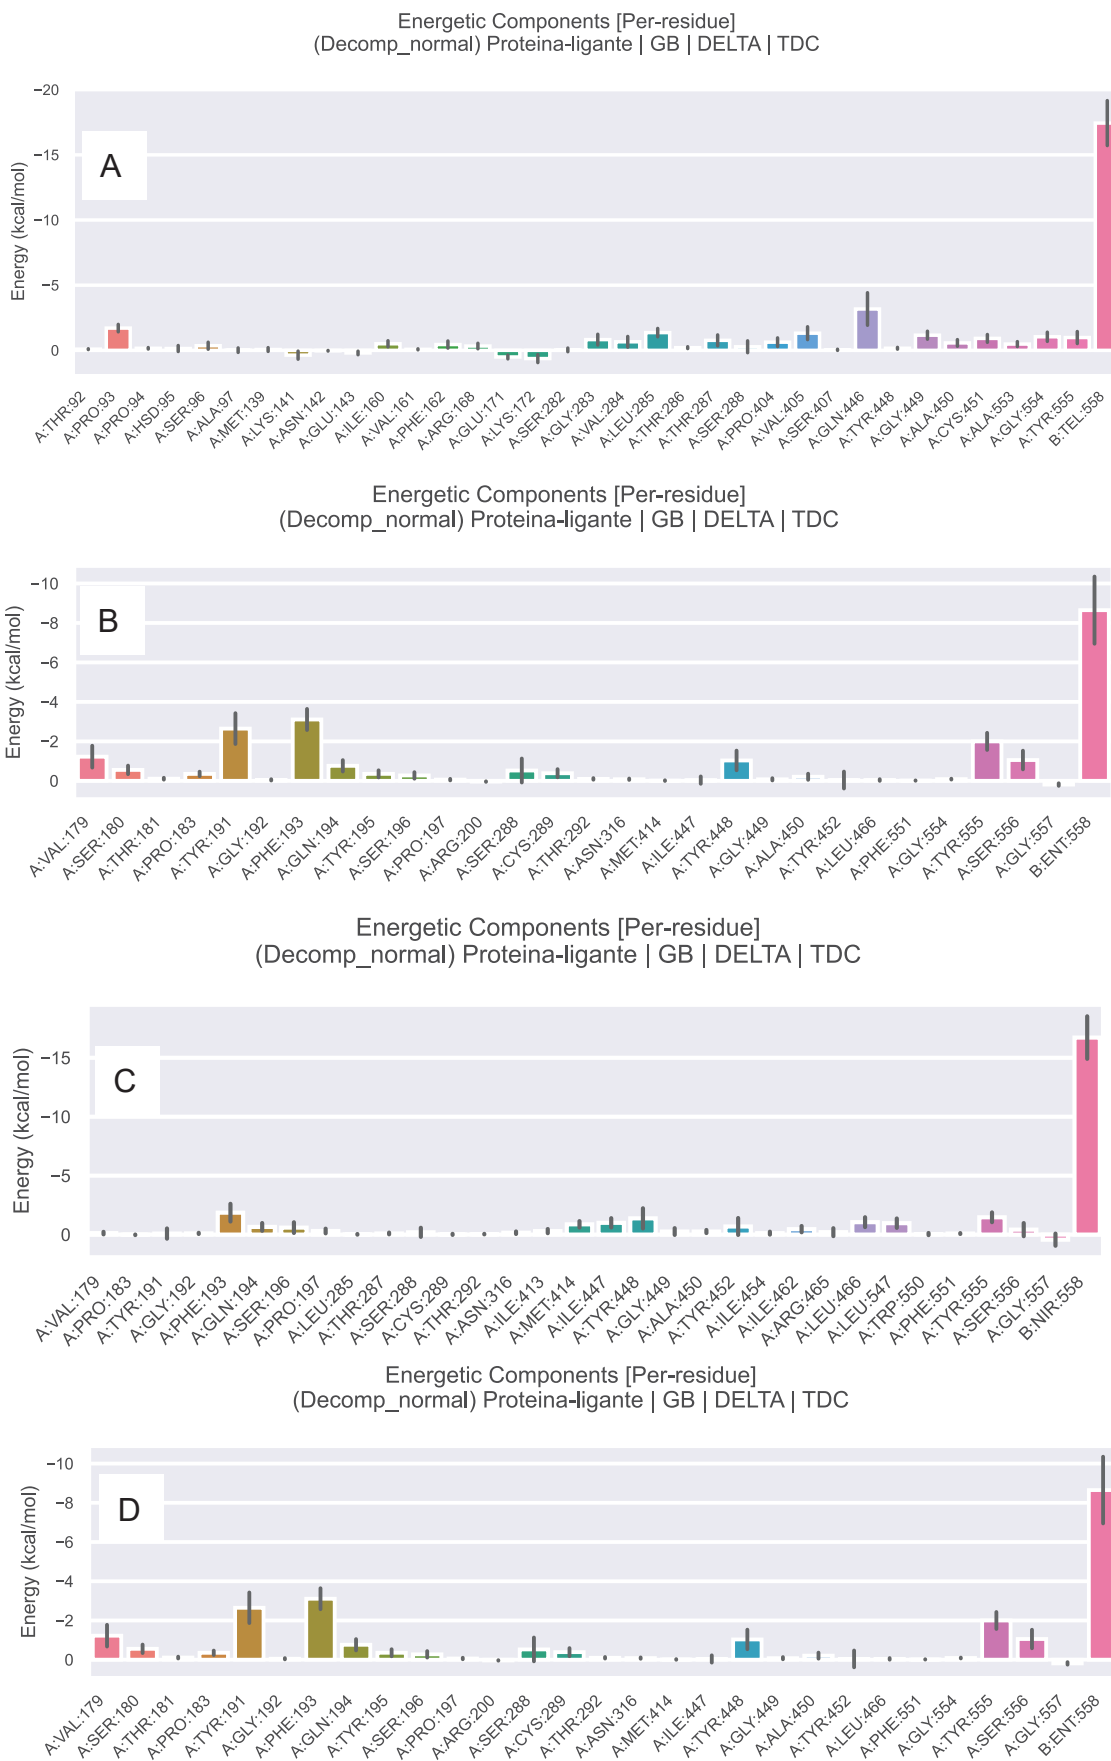 Energetic Components [Per-residue]
(Decomp_normal) Proteina-ligante | GB | DELTA | TDC
A
Energy (kcal/mol)
−20
−15
−10
−5
0
A:THR:92
A:PRO:93
A:PRO:94
A:HSD:95
A:SER:96
A:ALA:97
A:MET:139
A:LYS:141
A:ASN:142
A:GLU:143
A:ILE:160
A:VAL:161
A:PHE:162
A:ARG:168
A:GLU:171
A:LYS:172
A:SER:282
A:GLY:283
A:VAL:284
A:LEU:285
A:THR:286
A:THR:287
A:SER:288
A:PRO:404
A:VAL:405
A:SER:407
A:GLN:446
A:TYR:448
A:GLY:449
A:ALA:450
A:CYS:451
A:ALA:553
A:GLY:554
A:TYR:555
B:TEL:558
Energetic Components [Per-residue]
(Decomp_normal) Proteina-ligante | GB | DELTA | TDC
B
Energy (kcal/mol)
−10
−8
−6
−4
−2
0
A:VAL:179
A:SER:180
A:THR:181
A:PRO:183
A:TYR:191
A:GLY:192
A:PHE:193
A:GLN:194
A:TYR:195
A:SER:196
A:PRO:197
A:ARG:200
A:SER:288
A:CYS:289
A:THR:292
A:ASN:316
A:MET:414
A:ILE:447
A:TYR:448
A:GLY:449
A:ALA:450
A:TYR:452
A:LEU:466
A:PHE:551
A:GLY:554
A:TYR:555
A:SER:556
A:GLY:557
B:ENT:558
Energetic Components [Per-residue]
(Decomp_normal) Proteina-ligante | GB | DELTA | TDC
C
Energy (kcal/mol)
−15
−10
−5
0
A:VAL:179
A:PRO:183
A:TYR:191
A:GLY:192
A:PHE:193
A:GLN:194
A:SER:196
A:PRO:197
A:LEU:285
A:THR:287
A:SER:288
A:CYS:289
A:THR:292
A:ASN:316
A:ILE:413
A:MET:414
A:ILE:447
A:TYR:448
A:GLY:449
A:ALA:450
A:TYR:452
A:ILE:454
A:ILE:462
A:ARG:465
A:LEU:466
A:LEU:547
A:TRP:550
A:PHE:551
A:TYR:555
A:SER:556
A:GLY:557
B:NIR:558
Energetic Components [Per-residue]
(Decomp_normal) Proteina-ligante | GB | DELTA | TDC
D
Energy (kcal/mol)
−10
−8
−6
−4
−2
0
A:VAL:179
A:SER:180
A:THR:181
A:PRO:183
A:TYR:191
A:GLY:192
A:PHE:193
A:GLN:194
A:TYR:195
A:SER:196
A:PRO:197
A:ARG:200
A:SER:288
A:CYS:289
A:THR:292
A:ASN:316
A:MET:414
A:ILE:447
A:TYR:448
A:GLY:449
A:ALA:450
A:TYR:452
A:LEU:466
A:PHE:551
A:GLY:554
A:TYR:555
A:SER:556
A:GLY:557
B:ENT:558